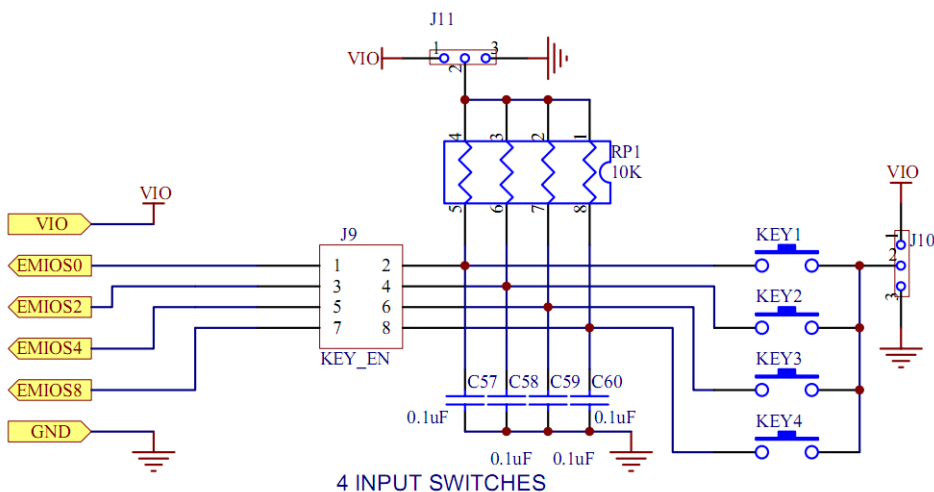 J11
1 3
VIO
2
4 3 2 1
RP1
10K
VIO
VIO
VIO
5 6 7 8
J9
KEY1
1
J10
EMIOS0
1 2
2
EMIOS2
3 4
KEY2
3
EMIOS4
5 6
EMIOS8
7 8
KEY_EN
KEY3
C57 C58 C59 C60
0.1uF 0.1uF
GND
KEY4
0.1uF 0.1uF
4 INPUT SWITCHES